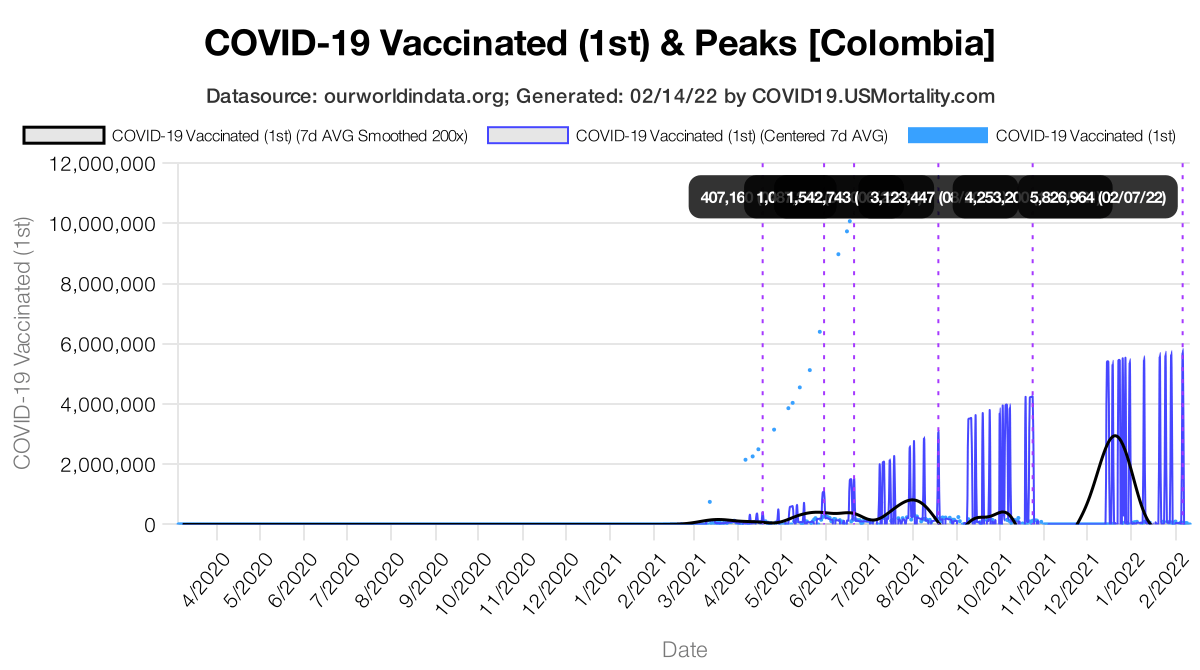 COVID-19 Vaccinated (1st) & Peaks [Colombia]
Datasource: ourworldindata.org; Generated: 02/14/22 by COVID19.USMortality.com
COVID-19 Vaccinated (1st) (7d AVG Smoothed 200x) COVID-19 Vaccinated (1st) (Centered 7d AVG) COVID-19 Vaccinated (1st)
12,000,000
407,160 1,542,743 3,123,447 5,826,964 (02/07/22)
10,000,000
8,000,000
6,000,000
4,000,000
2,000,000
0
COVID-19 Vaccinated (1st)
4/2020 5/2020 6/2020 7/2020 8/2020 9/2020 10/2020 11/2020 12/2020 1/2021 2/2021 3/2021 4/2021 5/2021 6/2021 7/2021 8/2021 9/2021 10/2021 11/2021 12/2021 1/2022 2/2022
Date